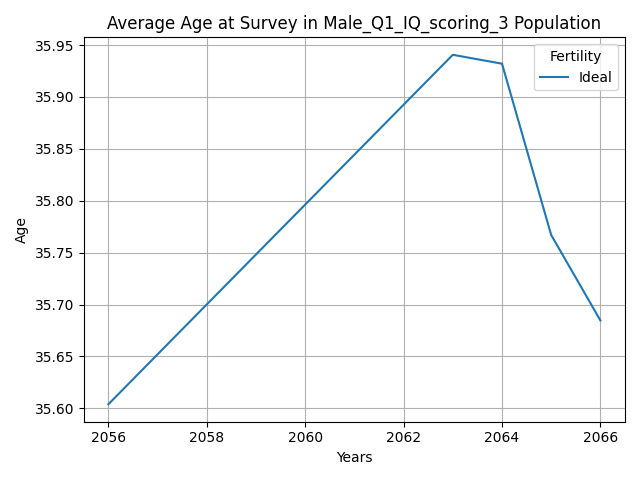 Average Age at Survey in Male_Q1_IQ_scoring_3 Population
Fertility
Ideal
35.95
35.90
35.85
35.80
35.75
35.70
35.65
35.60
Age
2056
2058
2060
2062
2064
2066
Years